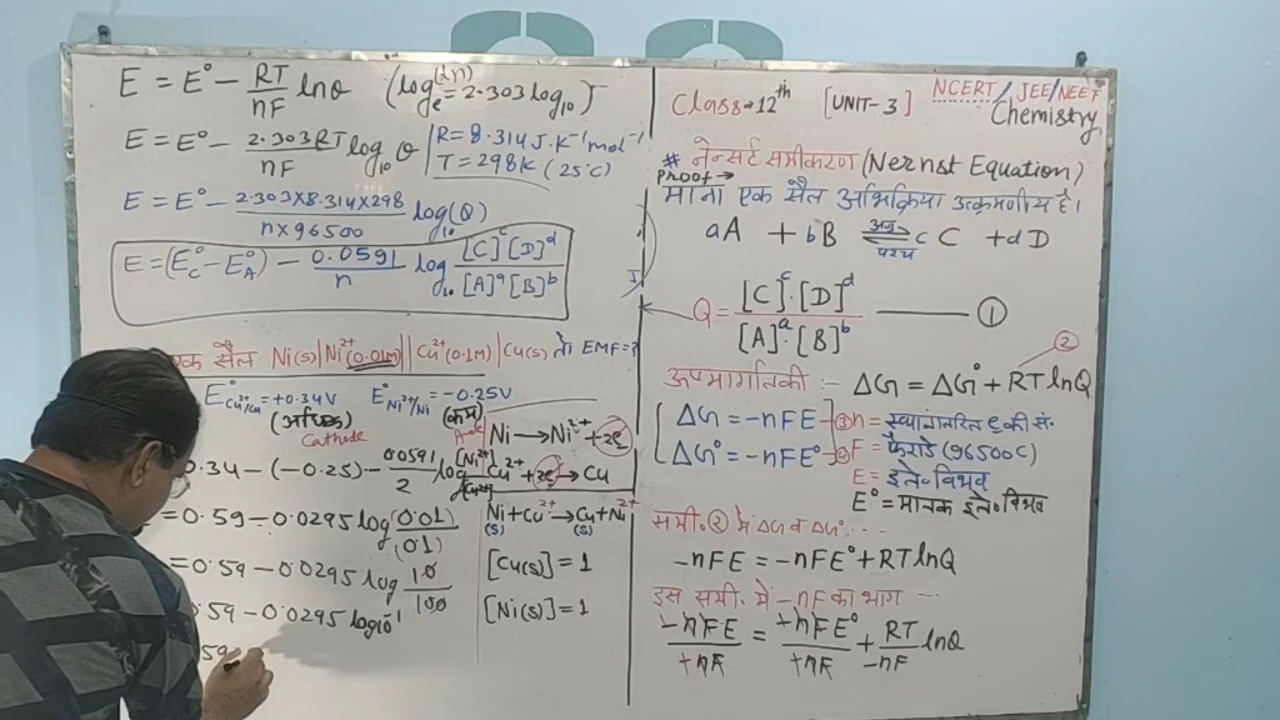 E = E° − RT/nF lnQ (log_e^(ln) = 2.303 log₁₀)
E = E° − 2.303RT/nF log₁₀ Q | R = 8.314 J.K⁻¹mol⁻¹
T = 298K (25°C)
E = E° − 2.303×8.314×298/n×96500 log₁₀(Q)
E = (E°C − E°A) − 0.0591/n log₁₀ [C]ᶜ[D]ᵈ/[A]ᵃ[B]ᵇ
एक सैल Ni(s)|Ni²⁺(0.01M)||Cu²⁺(0.1M)|Cu(s) तो EMF=?
E°Cu²⁺/Cu = +0.34V E°Ni²⁺/Ni = −0.25V
(अधिक) (कम)
Cathode
Ni → Ni²⁺ + 2e
0.34 − (−0.25) − 0.0591/2 log [Ni²⁺]/[Cu²⁺]
Cu²⁺ + 2e → Cu
= 0.59 − 0.0295 log (0.01)/(0.1)
Ni(s) + Cu²⁺ → Cu(s) + Ni²⁺
= 0.59 − 0.0295 log 10/100
[Cu(s)] = 1
.59 − 0.0295 log10⁻¹
[Ni(s)] = 1
59
Class → 12th [UNIT-3] NCERT/JEE/NEET
Chemistry
# नेन्सर्ट समीकरण (Nernst Equation)
Proof →
माना एक सैल अभिक्रिया उत्क्रमणीय है।
aA + bB ⇌ cC + dD
अग्र
पश्च
Q = [C]ᶜ.[D]ᵈ/[A]ᵃ.[B]ᵇ —— ①
②
ऊष्मागतिकी :- ΔG = ΔG° + RT lnQ
ΔG = −nFE ③ n = स्थानांतरित e की सं.
ΔG° = −nFE° ④ F = फैराडे (96500C)
E = इले० विभव
E° = मानक इले० विभव
समी. ② में ΔG व ΔG°....
−nFE = −nFE° + RT lnQ
इस समी. में −nF का भाग ...
−nFE/+nF = +nFE°/+nF + RT/−nF lnQ